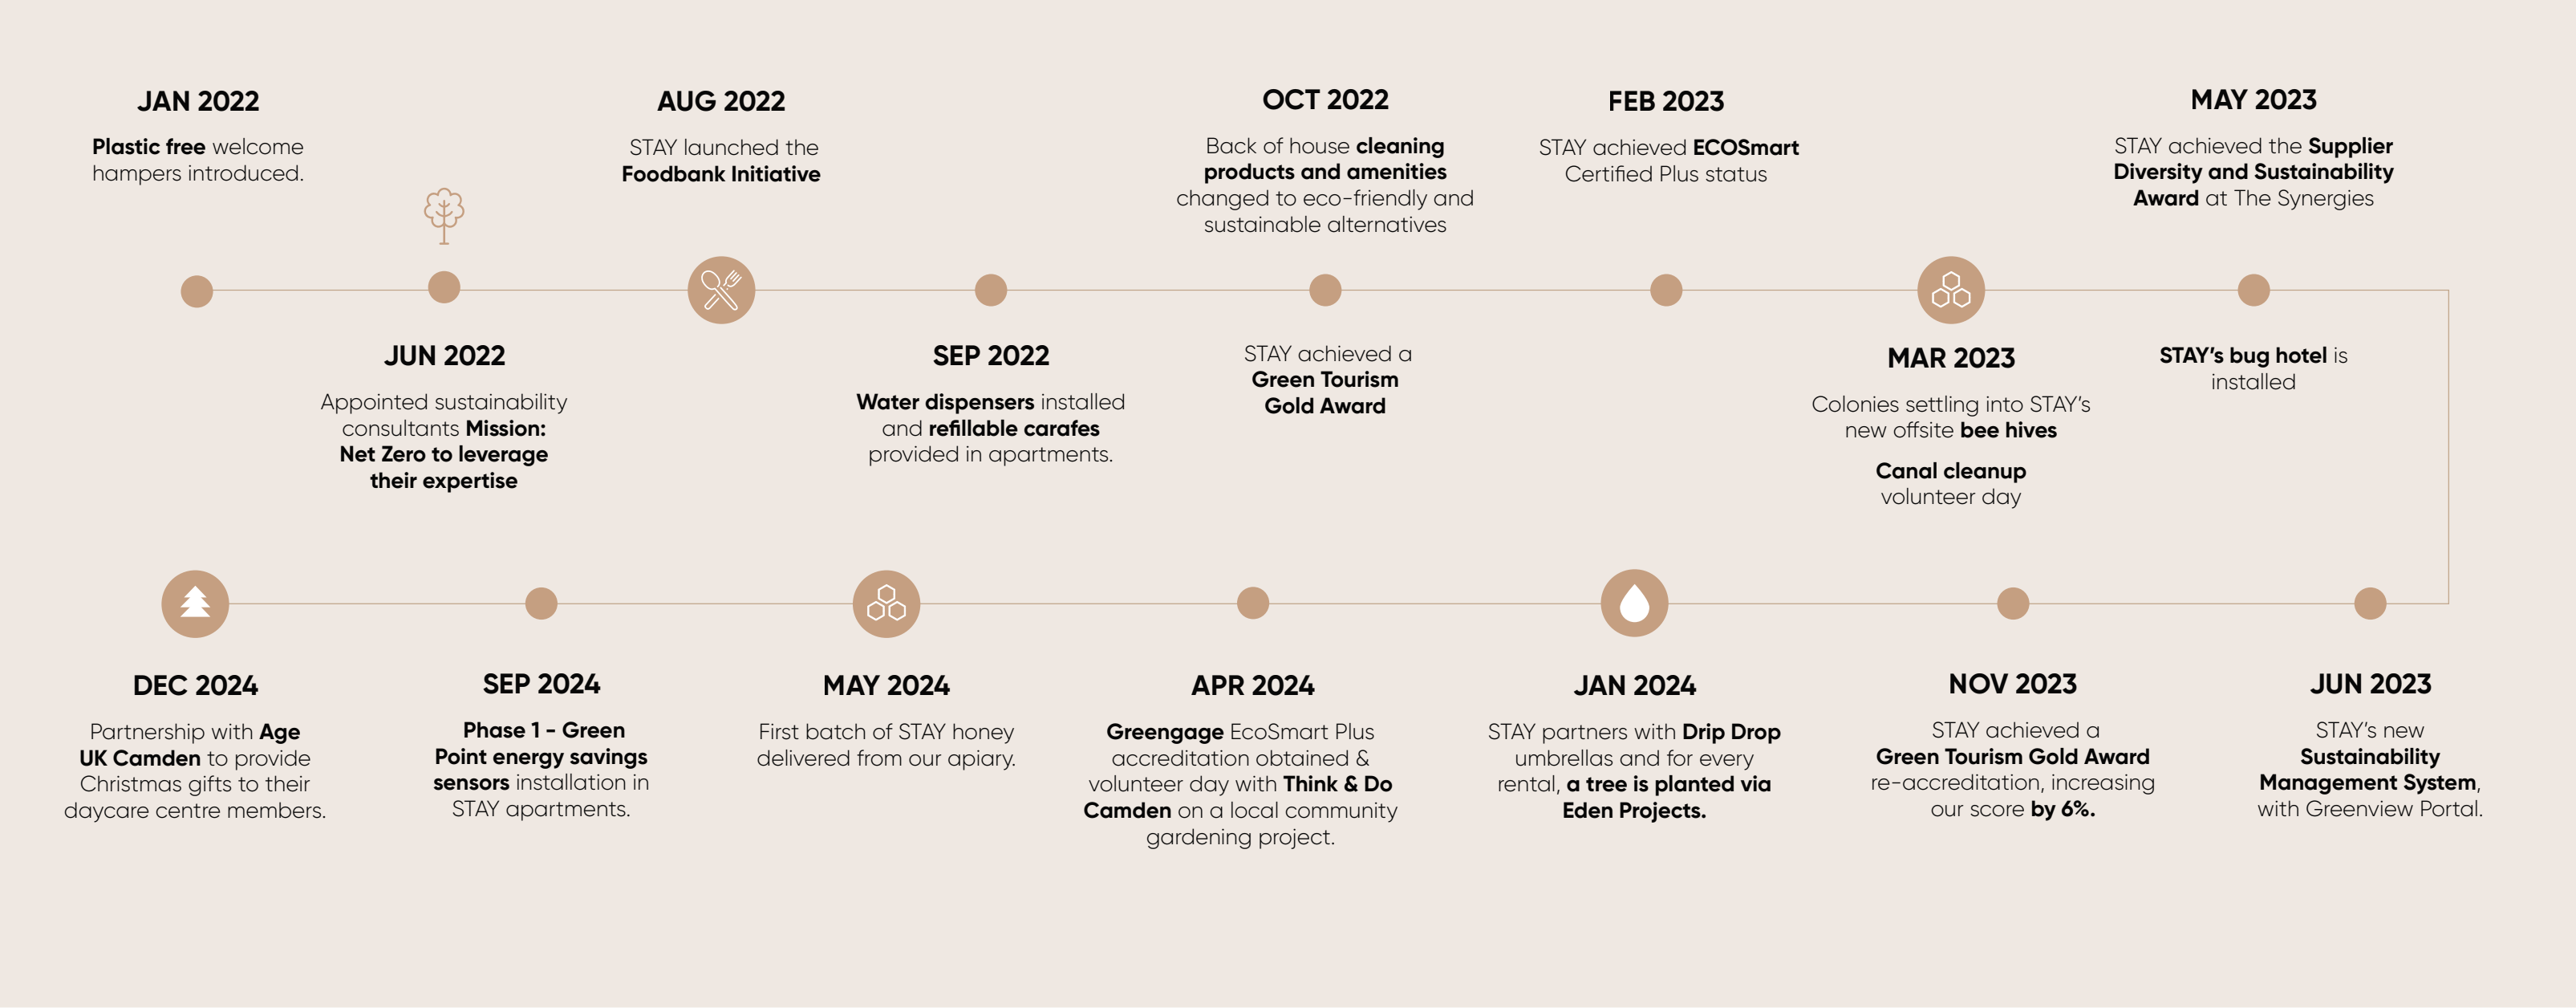 JAN 2022
Plastic free welcome
hampers introduced.
JUN 2022
Appointed sustainability
consultants Mission:
Net Zero to leverage
their expertise
AUG 2022
STAY launched the
Foodbank Initiative
SEP 2022
Water dispensers installed
and refillable carafes
provided in apartments.
OCT 2022
Back of house cleaning
products and amenities
changed to eco-friendly and
sustainable alternatives
STAY achieved a
Green Tourism
Gold Award
FEB 2023
STAY achieved ECOSmart
Certified Plus status
MAR 2023
Colonies settling into STAY’s
new offsite bee hives
Canal cleanup
volunteer day
MAY 2023
STAY achieved the Supplier
Diversity and Sustainability
Award at The Synergies
STAY’s bug hotel is
installed
JUN 2023
STAY’s new
Sustainability
Management System,
with Greenview Portal.
NOV 2023
STAY achieved a
Green Tourism Gold Award
re-accreditation, increasing
our score by 6%.
JAN 2024
STAY partners with Drip Drop
umbrellas and for every
rental, a tree is planted via
Eden Projects.
APR 2024
Greengage EcoSmart Plus
accreditation obtained &
volunteer day with Think & Do
Camden on a local community
gardening project.
MAY 2024
First batch of STAY honey
delivered from our apiary.
SEP 2024
Phase 1 - Green
Point energy savings
sensors installation in
STAY apartments.
DEC 2024
Partnership with Age
UK Camden to provide
Christmas gifts to their
daycare centre members.